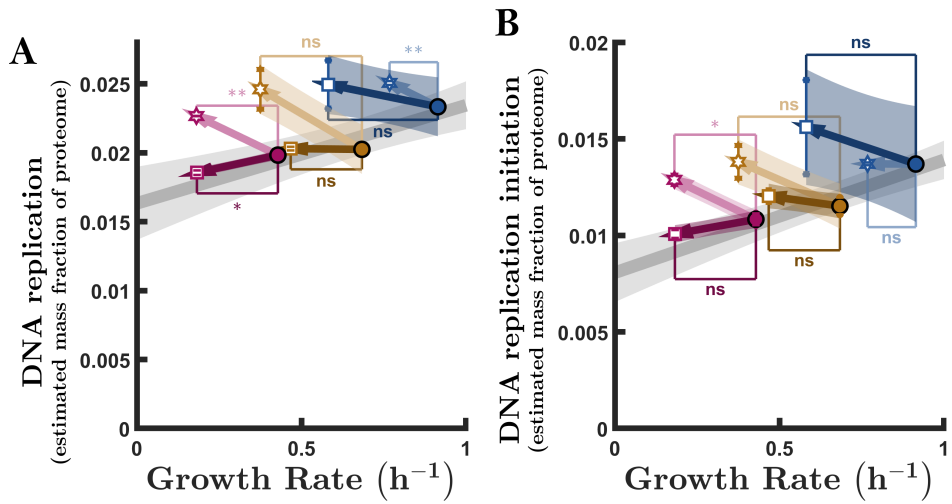 A
DNA replication
(estimated mass fraction of proteome)
0.025
0.02
0.015
0.01
0.005
0
0.5
1
Growth Rate (h⁻¹)
ns
**
**
ns
ns
*
B
DNA replication initiation
(estimated mass fraction of proteome)
0.02
0.015
0.01
0.005
0
0
0.5
1
Growth Rate (h⁻¹)
ns
ns
*
ns
ns
ns